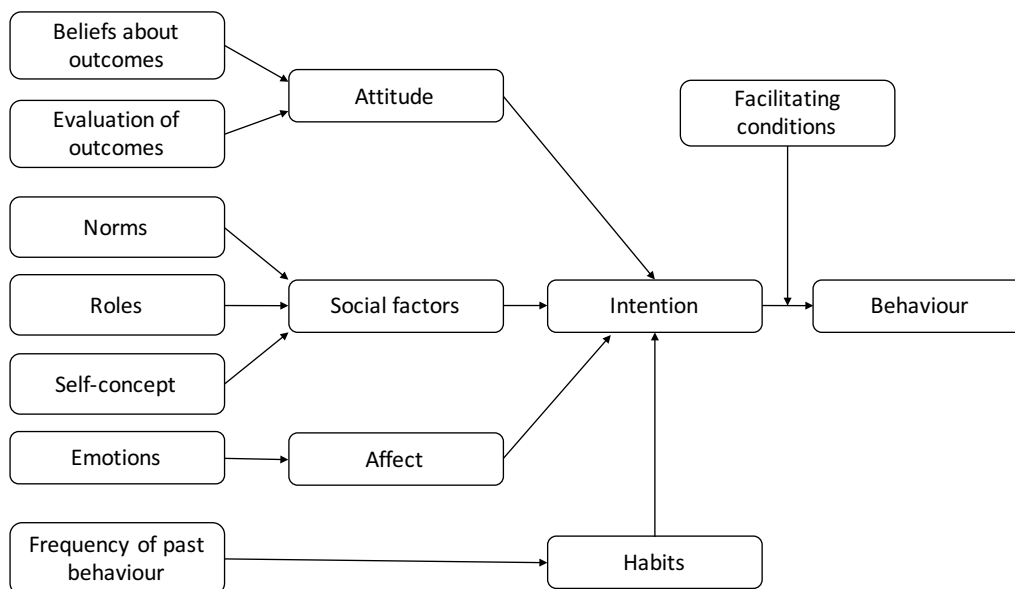 Beliefs about
outcomes
Evaluation of
outcomes
Attitude
Facilitating
conditions
Norms
Roles
Self-concept
Social factors
Intention
Behaviour
Emotions
Affect
Frequency of past
behaviour
Habits